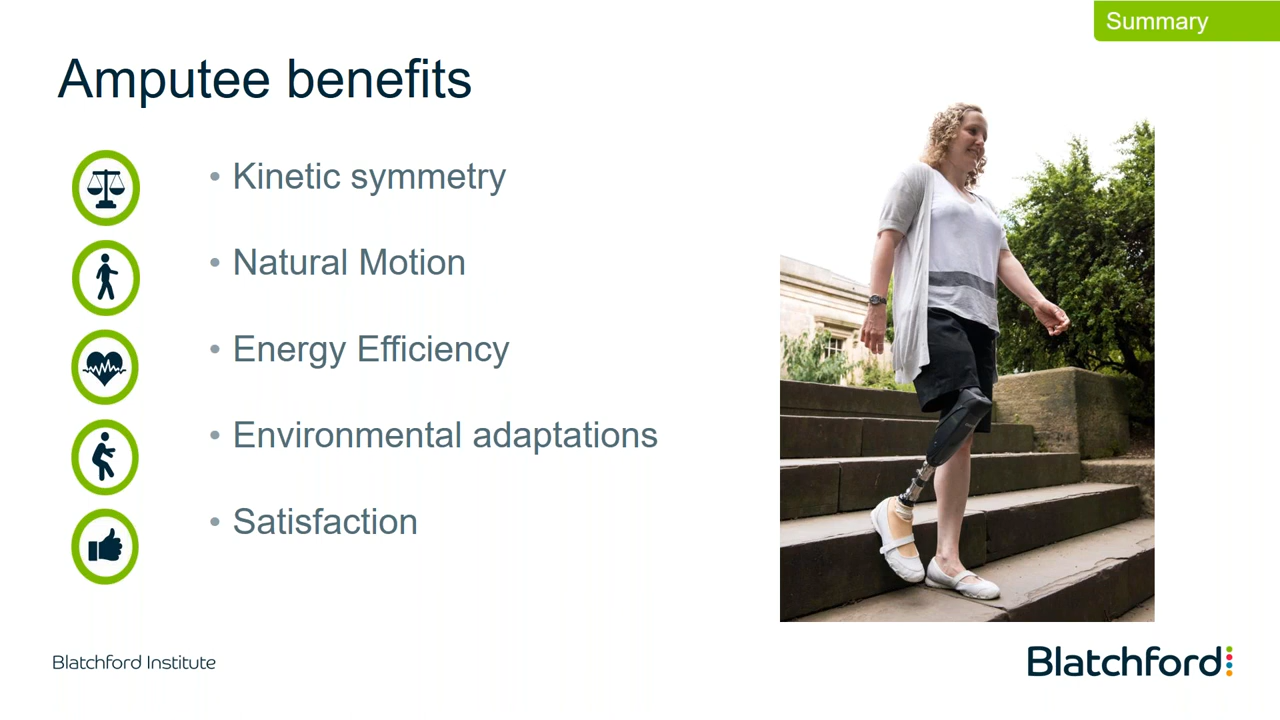 Summary
Amputee benefits
• Kinetic symmetry
• Natural Motion
• Energy Efficiency
• Environmental adaptations
• Satisfaction
Blatchford Institute
Blatchford